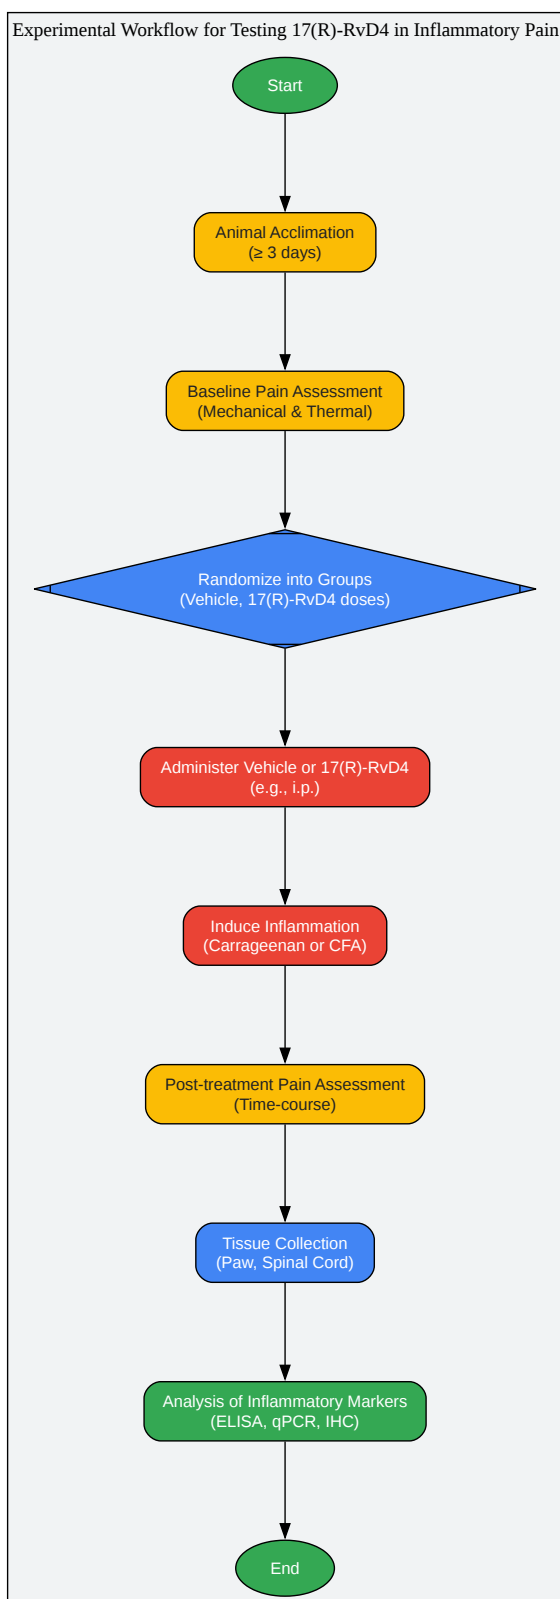 Experimental Workflow for Testing 17(R)-RvD4 in Inflammatory Pain
Start
Animal Acclimation
(≥ 3 days)
Baseline Pain Assessment
(Mechanical & Thermal)
Randomize into Groups
(Vehicle, 17(R)-RvD4 doses)
Administer Vehicle or 17(R)-RvD4
(e.g., i.p.)
Induce Inflammation
(Carrageenan or CFA)
Post-treatment Pain Assessment
(Time-course)
Tissue Collection
(Paw, Spinal Cord)
Analysis of Inflammatory Markers
(ELISA, qPCR, IHC)
End